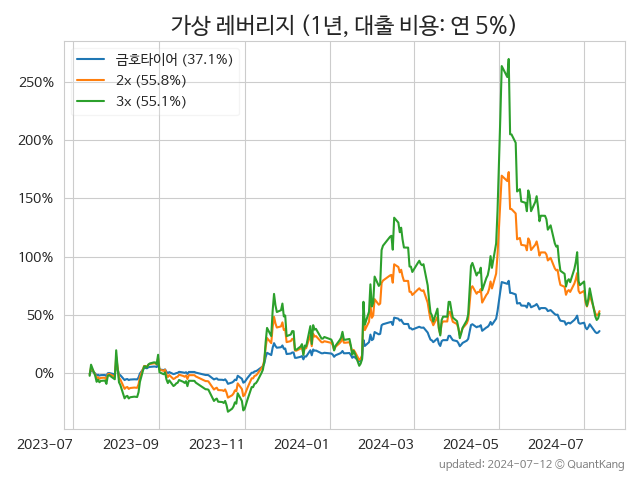 가상 레버리지 (1년, 대출 비용: 연 5%)
금호타이어 (37.1%)
2x (55.8%)
3x (55.1%)
250%
200%
150%
100%
50%
0%
2023-07 2023-09 2023-11 2024-01 2024-03 2024-05 2024-07
updated: 2024-07-12 © QuantKang